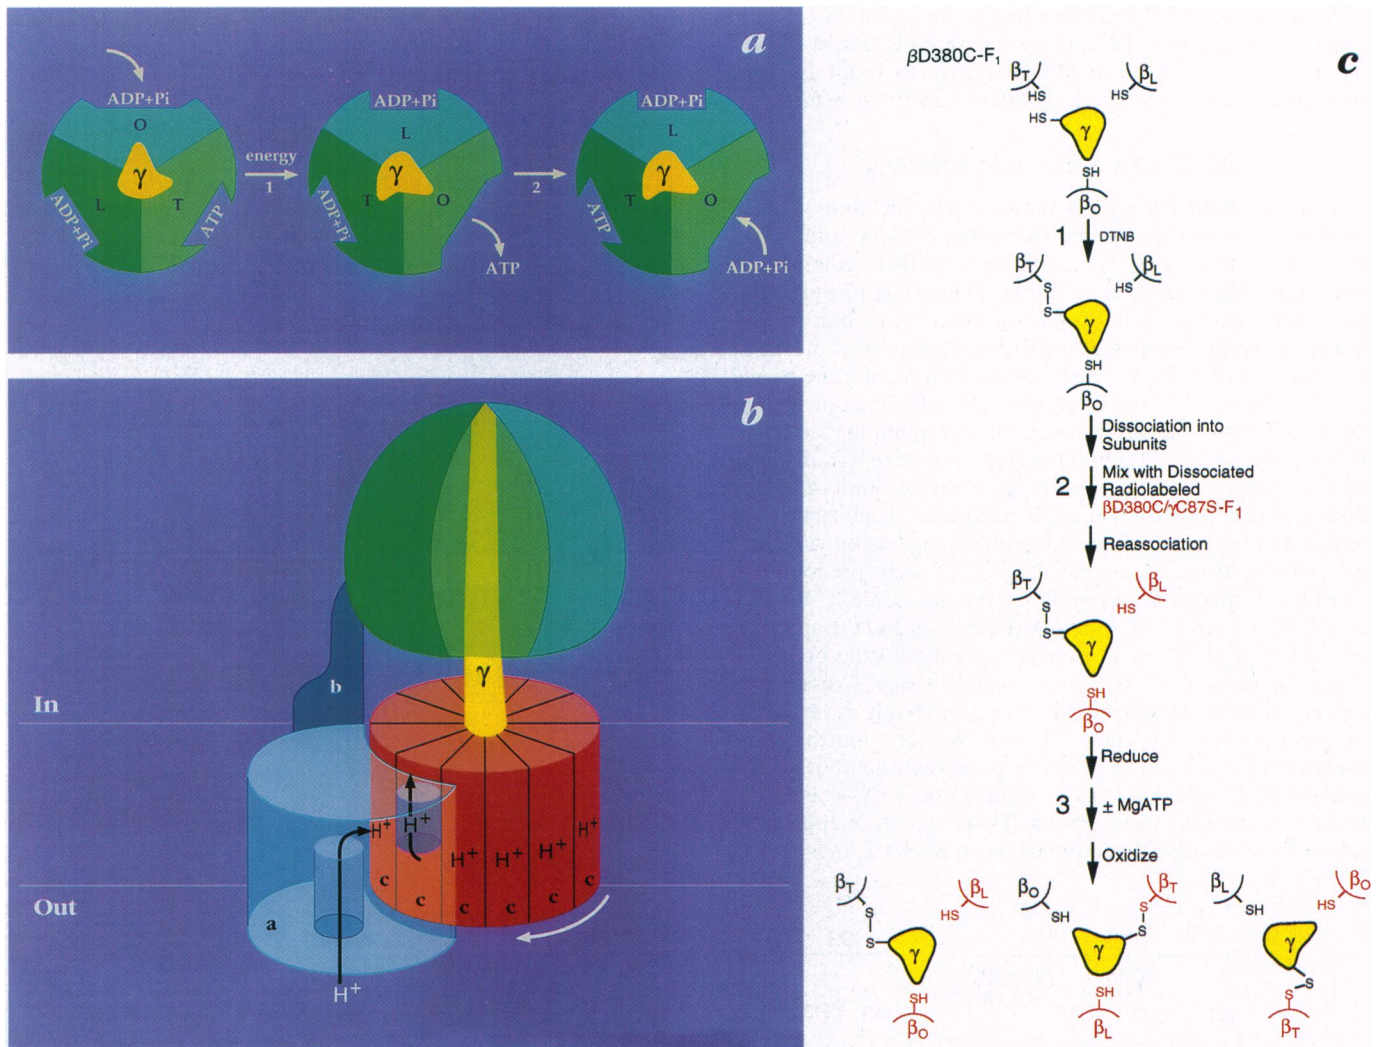 a
ADP+Pi
O
γ
L
T
ADP+Pi
ATP
energy
1
ADP+Pi
L
γ
T
O
ADP+Pi
ATP
2
ADP+Pi
L
γ
T
O
ATP
ADP+Pi
b
γ
b
In
Out
H+
H+
H+
H+
H+
H+
c
c
c
c
c
c
a
H+
c
βD380C-F1
βT
βL
HS
HS
HS
γ
SH
βO
1
DTNB
βT
βL
S
HS
S
γ
SH
βO
Dissociation into
Subunits
2
Mix with Dissociated
Radiolabeled
βD380C/γC87S-F1
Reassociation
βT
βL
S
HS
S
γ
SH
βO
Reduce
3
± MgATP
Oxidize
βT
βL
S
HS
S
γ
SH
βO
βO
βT
SH
S
S
γ
SH
βL
βL
βO
SH
HS
γ
S
S
βT